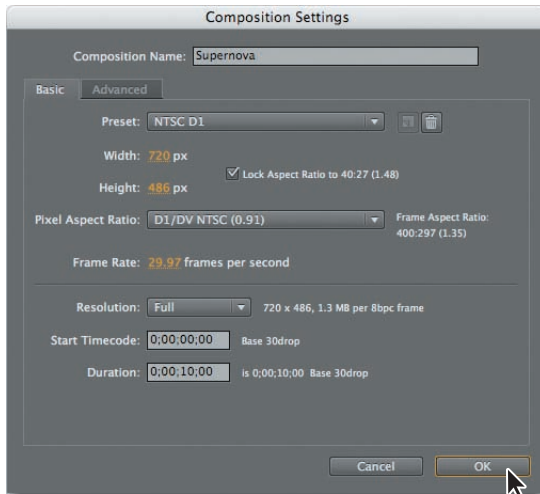 Composition Settings
Composition Name: Supernova
Basic Advanced
Preset: NTSC D1
Width: 720 px
Lock Aspect Ratio to 40:27 (1.48)
Height: 486 px
Pixel Aspect Ratio: D1/DV NTSC (0.91)
Frame Aspect Ratio:
400:297 (1.35)
Frame Rate: 29.97 frames per second
Resolution: Full 720 x 486, 1.3 MB per 8bpc frame
Start Timecode: 0;00;00;00 Base 30drop
Duration: 0;00;10;00 is 0;00;10;00 Base 30drop
Cancel OK